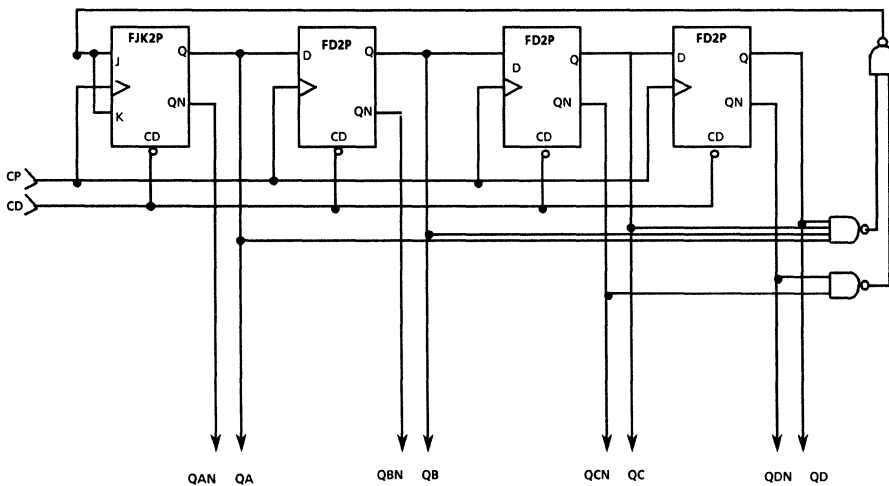 FJK2P FD2P FD2P FD2P
J Q D Q D Q D Q
QN QN QN QN
K
CD CD CD CD
CP
CD
QAN QA QBN QB QCN QC QDN QD